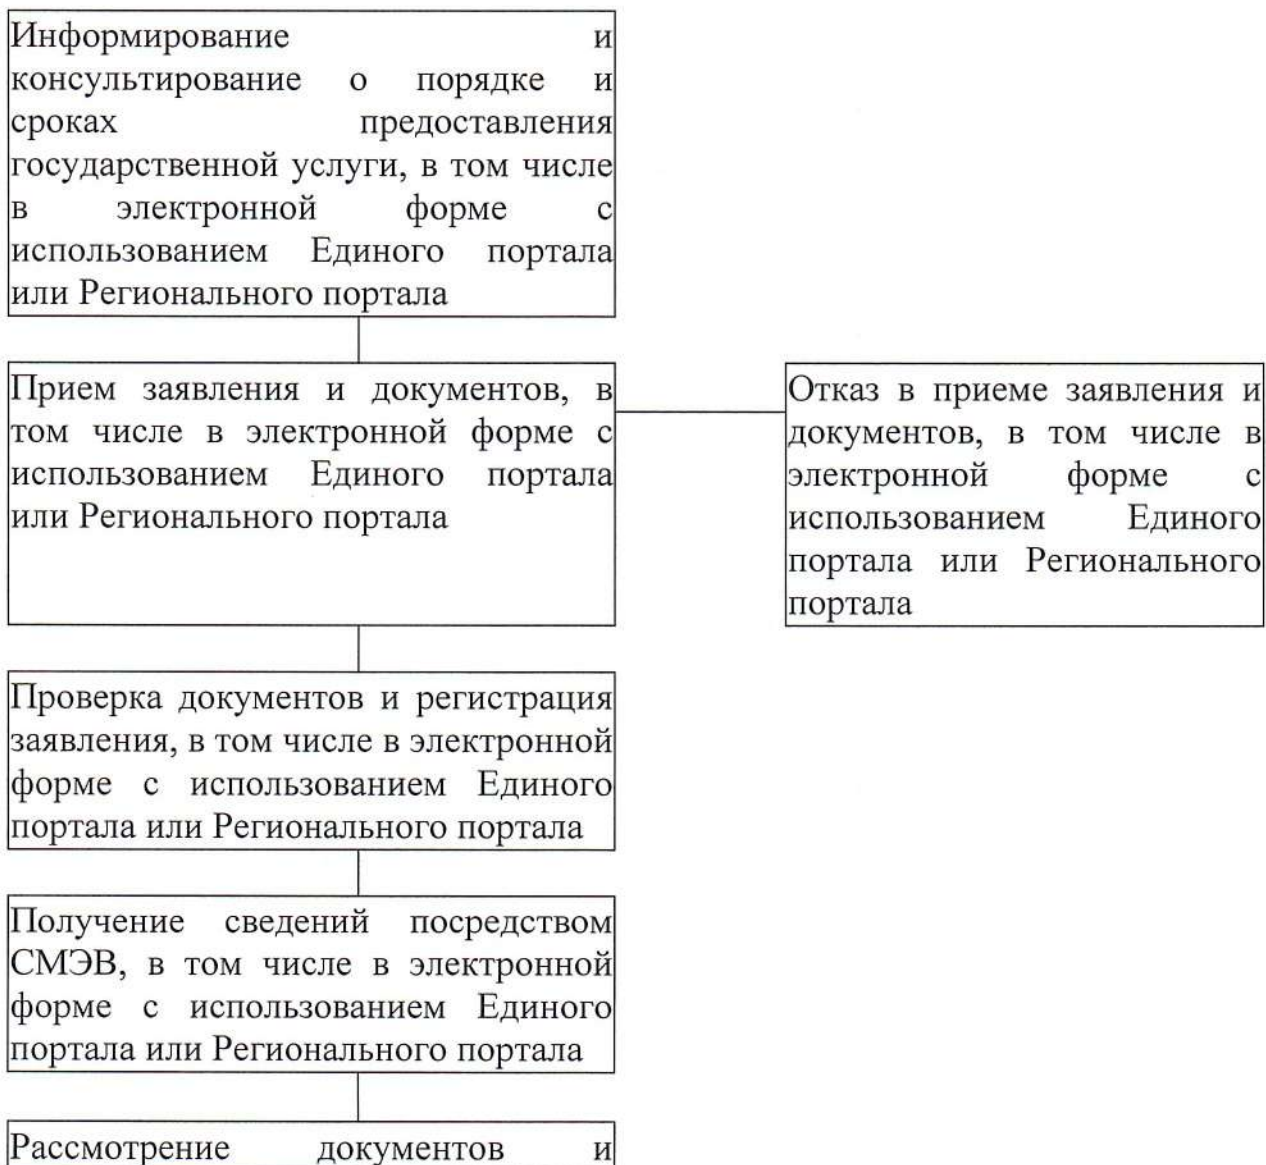 Информирование и
консультирование о порядке и
сроках предоставления
государственной услуги, в том числе
в электронной форме с
использованием Единого портала
или Регионального портала
Прием заявления и документов, в
том числе в электронной форме с
использованием Единого портала
или Регионального портала
Отказ в приеме заявления и
документов, в том числе в
электронной форме с
использованием Единого
портала или Регионального
портала
Проверка документов и регистрация
заявления, в том числе в электронной
форме с использованием Единого
портала или Регионального портала
Получение сведений посредством
СМЭВ, в том числе в электронной
форме с использованием Единого
портала или Регионального портала
Рассмотрение документов и